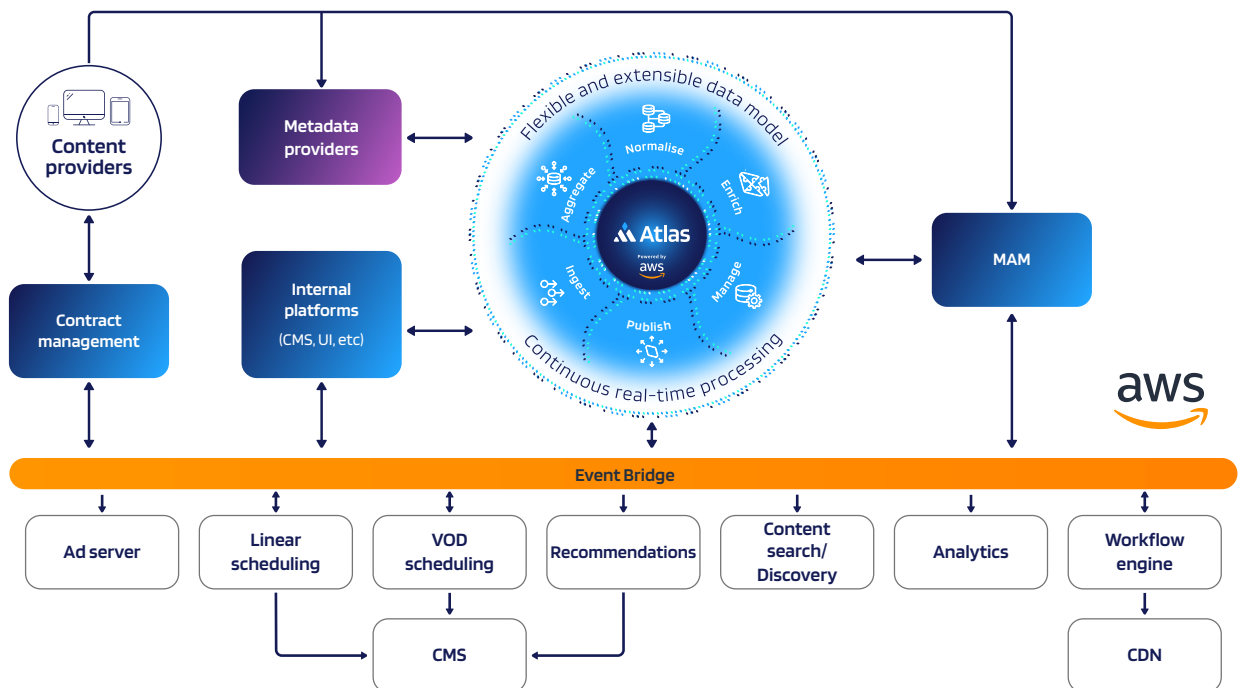 Content
providers
Metadata
providers
Flexible and extensible data model
Normalise
Aggregate
Enrich
Atlas
Powered by
aws
Ingest
Manage
Publish
Continuous real-time processing
MAM
Internal
platforms
(CMS, UI, etc)
Contract
management
aws
Event Bridge
Ad server
Linear
scheduling
VOD
scheduling
Recommendations
Content
search/
Discovery
Analytics
Workflow
engine
CMS
CDN